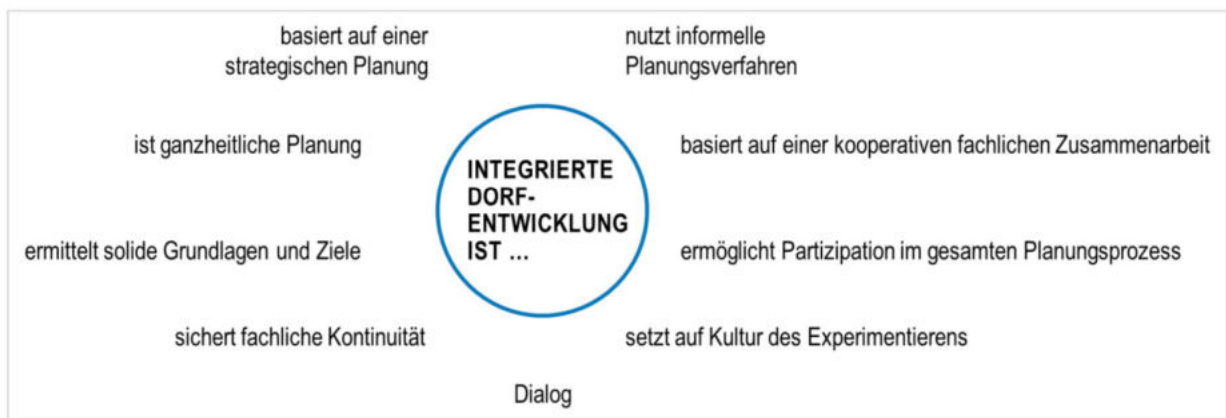 basiert auf einer
strategischen Planung
nutzt informelle
Planungsverfahren
ist ganzheitliche Planung
basiert auf einer kooperativen fachlichen Zusammenarbeit
INTEGRIERTE
DORF-
ENTWICKLUNG
IST ...
ermittelt solide Grundlagen und Ziele
ermöglicht Partizipation im gesamten Planungsprozess
sichert fachliche Kontinuität
setzt auf Kultur des Experimentierens
Dialog